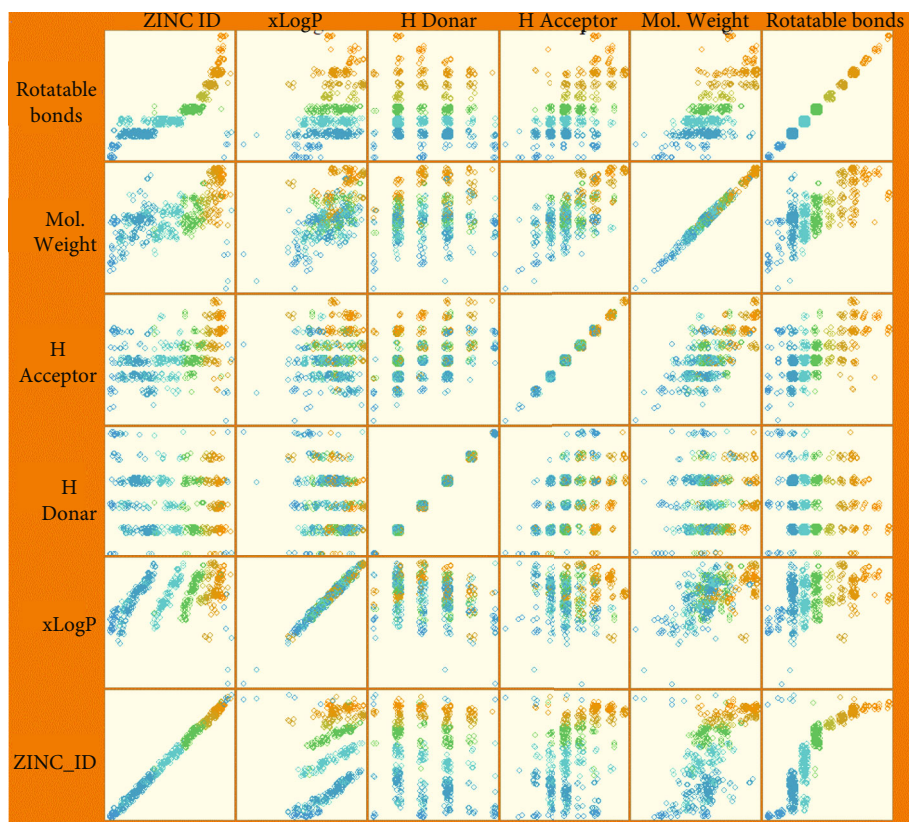 ZINC ID xLogP H Donar H Acceptor Mol. Weight Rotatable bonds
Rotatable
bonds
Mol.
Weight
H
Acceptor
H
Donar
xLogP
ZINC_ID